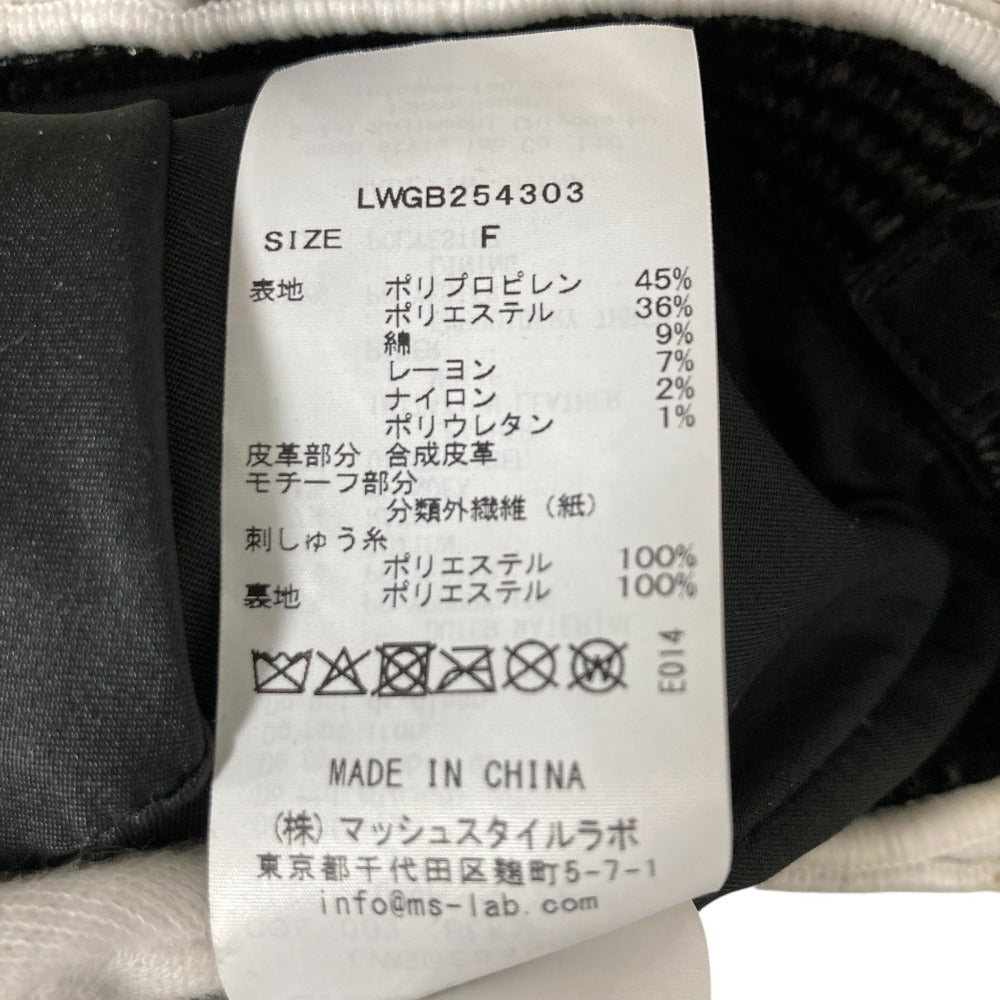 LWGB254303
SIZE F
表地 ポリプロピレン 45%
ポリエステル 36%
綿 9%
レーヨン 7%
ナイロン 2%
ポリウレタン 1%
皮革部分 合成皮革
モチーフ部分
分類外繊維(紙)
刺しゅう糸
ポリエステル 100%
裏地 ポリエステル 100%
W
E014
MADE IN CHINA
(株)マッシュスタイルラボ
東京都千代田区麹町5-7-1
info@ms-lab.com